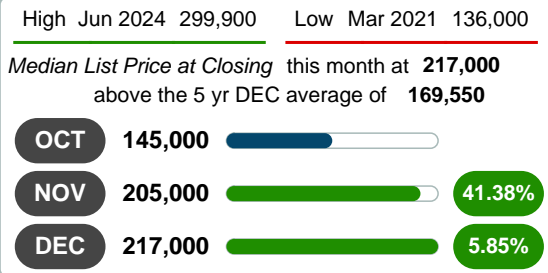 High Jun 2024 299,900 Low Mar 2021 136,000
Median List Price at Closing this month at 217,000
above the 5 yr DEC average of 169,550
OCT 145,000
NOV 205,000 41.38%
DEC 217,000 5.85%